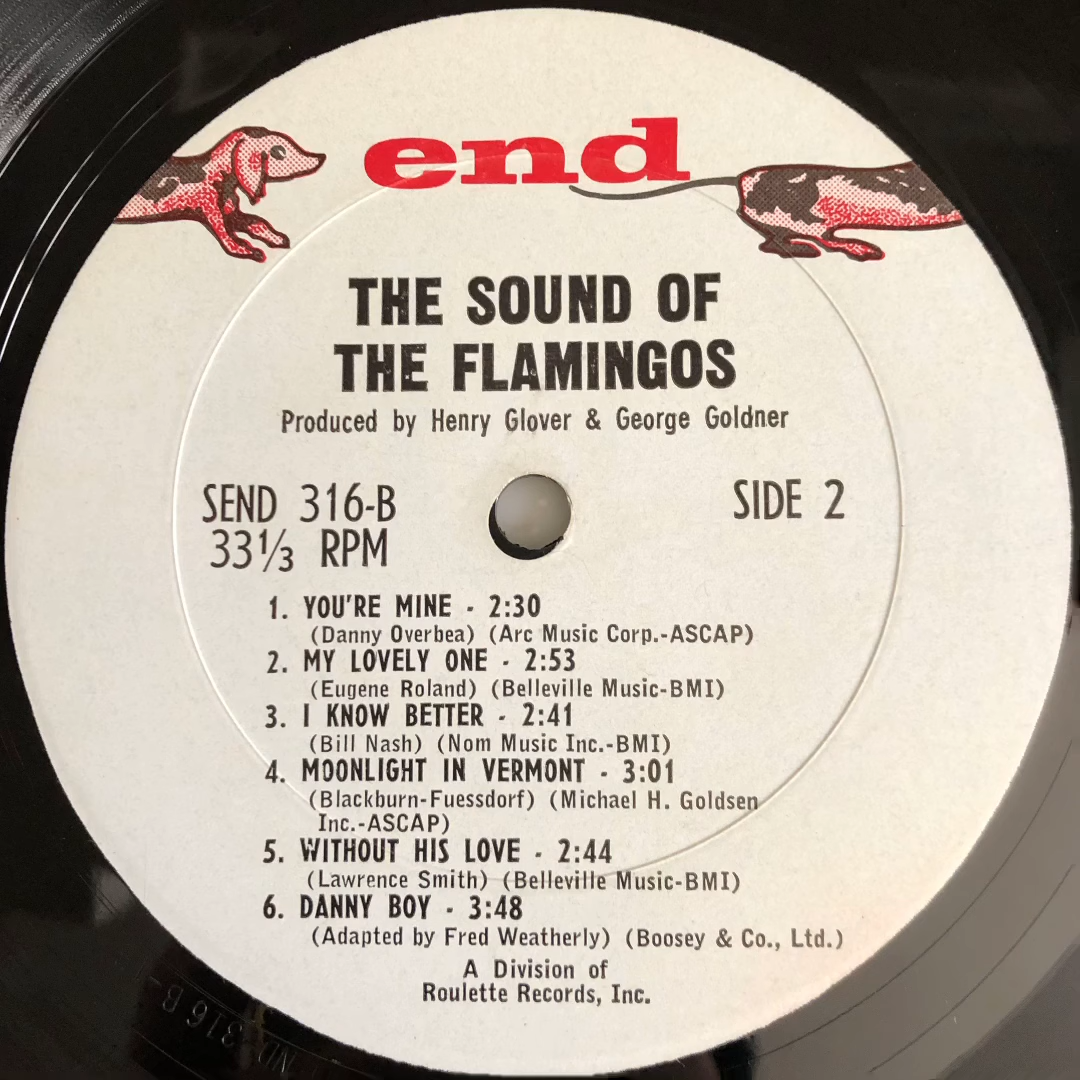 end
THE SOUND OF
THE FLAMINGOS
Produced by Henry Glover & George Goldner
SEND 316-B
33⅓ RPM
SIDE 2
1. YOU'RE MINE - 2:30
(Danny Overbea) (Arc Music Corp.-ASCAP)
2. MY LOVELY ONE - 2:53
(Eugene Roland) (Belleville Music-BMI)
3. I KNOW BETTER - 2:41
(Bill Nash) (Nom Music Inc.-BMI)
4. MOONLIGHT IN VERMONT - 3:01
(Blackburn-Fuessdorf) (Michael H. Goldsen
Inc.-ASCAP)
5. WITHOUT HIS LOVE - 2:44
(Lawrence Smith) (Belleville Music-BMI)
6. DANNY BOY - 3:48
(Adapted by Fred Weatherly) (Boosey & Co., Ltd.)
A Division of
Roulette Records, Inc.
316 B-